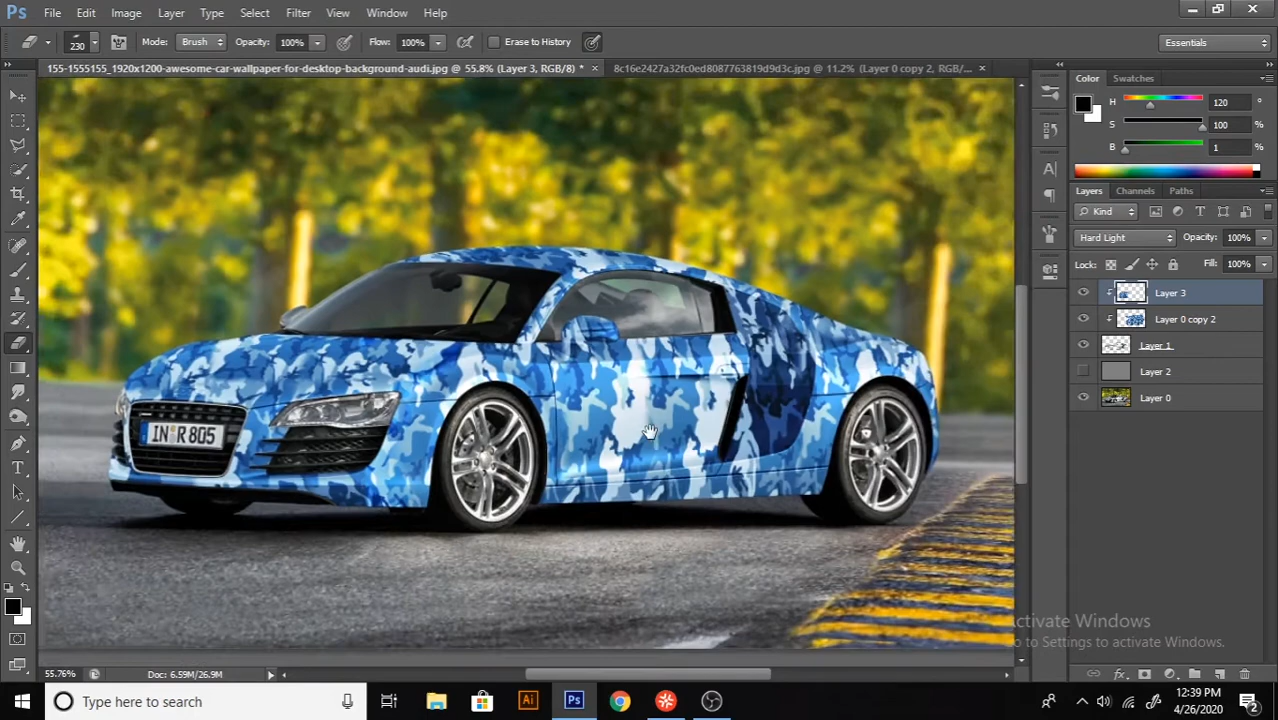 Ps File Edit Image Layer Type Select Filter View Window Help
230 Mode: Brush Opacity: 100% Flow: 100% Erase to History Essentials
155-1555155_1920x1200-awesome-car-wallpaper-for-desktop-background-audi.jpg @ 55.8% (Layer 3, RGB/8) * 8c16e2427a32fc0ed8087763819d9d3c.jpg @ 11.2% (Layer 0 copy 2, RGB/...
Color Swatches
H 120 °
S 100 %
B 1 %
Layers Channels Paths
Kind
Hard Light Opacity: 100%
Lock: Fill: 100%
Layer 3
Layer 0 copy 2
Layer 1
Layer 2
Layer 0
IN R 805
Activate Windows
Go to Settings to activate Windows.
55.76% Doc: 6.59M/26.9M
Type here to search
Ai Ps
12:39 PM
4/26/2020
2